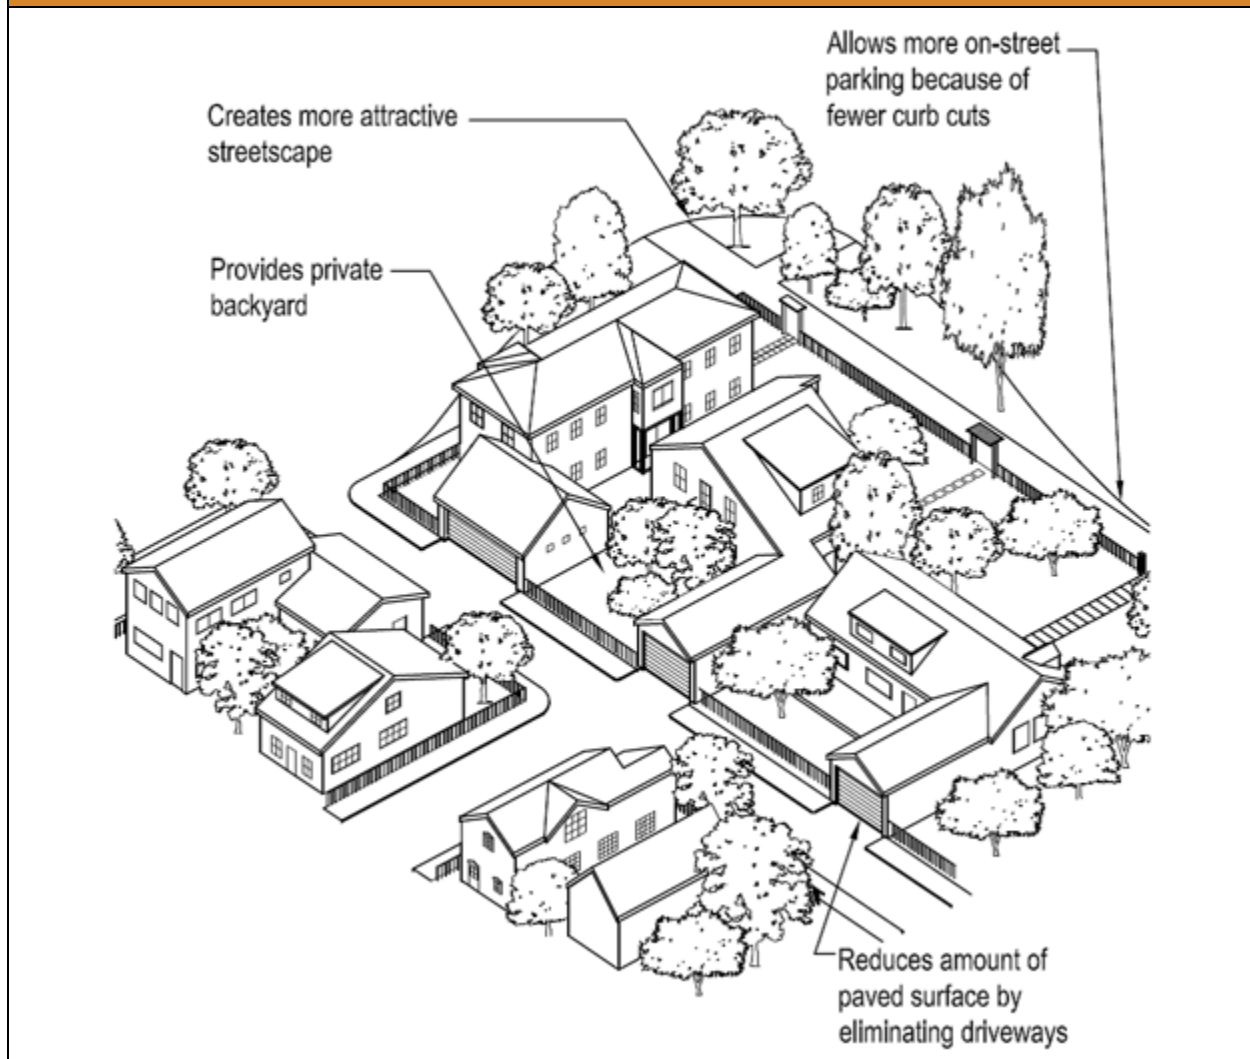 Allows more on-street
parking because of
fewer curb cuts
Creates more attractive
streetscape
Provides private
backyard
Reduces amount of
paved surface by
eliminating driveways